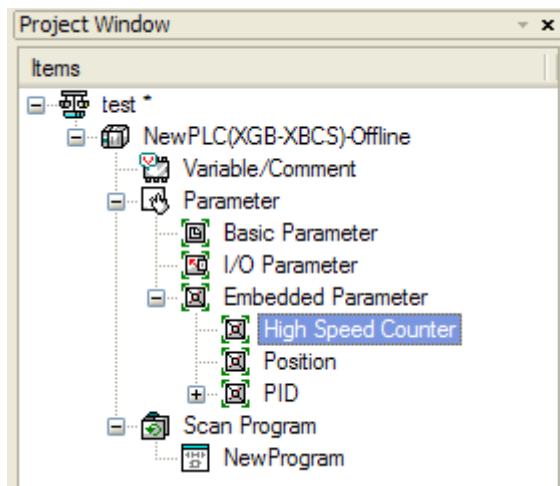 Project Window
Items
test *
NewPLC(XGB-XBCS)-Offline
Variable/Comment
Parameter
Basic Parameter
I/O Parameter
Embedded Parameter
High Speed Counter
Position
PID
Scan Program
NewProgram